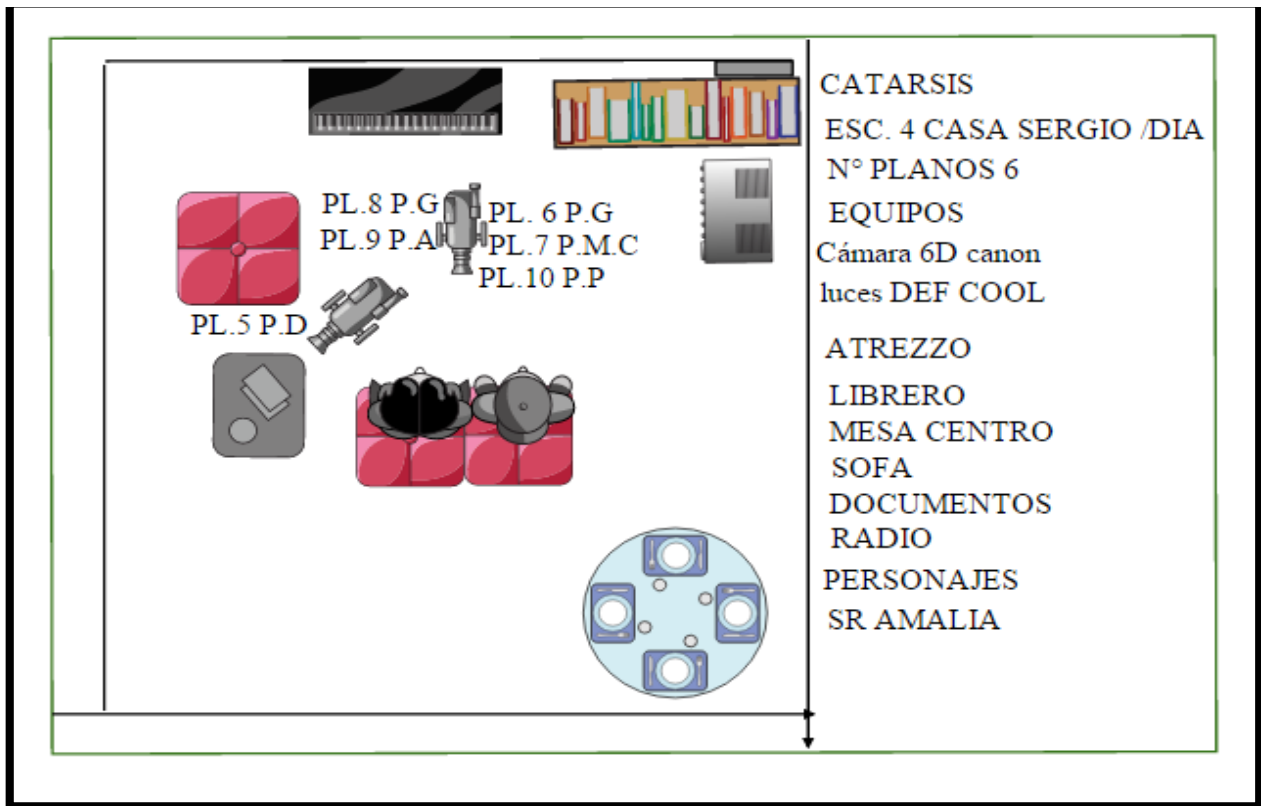 PL.8 P.G
PL.9 P.A
PL. 6 P.G
PL.7 P.M.C
PL.10 P.P
PL.5 P.D
CATARSIS
ESC. 4 CASA SERGIO /DIA
N° PLANOS 6
EQUIPOS
Cámara 6D canon
luces DEF COOL
ATREZZO
LIBRERO
MESA CENTRO
SOFA
DOCUMENTOS
RADIO
PERSONAJES
SR AMALIA